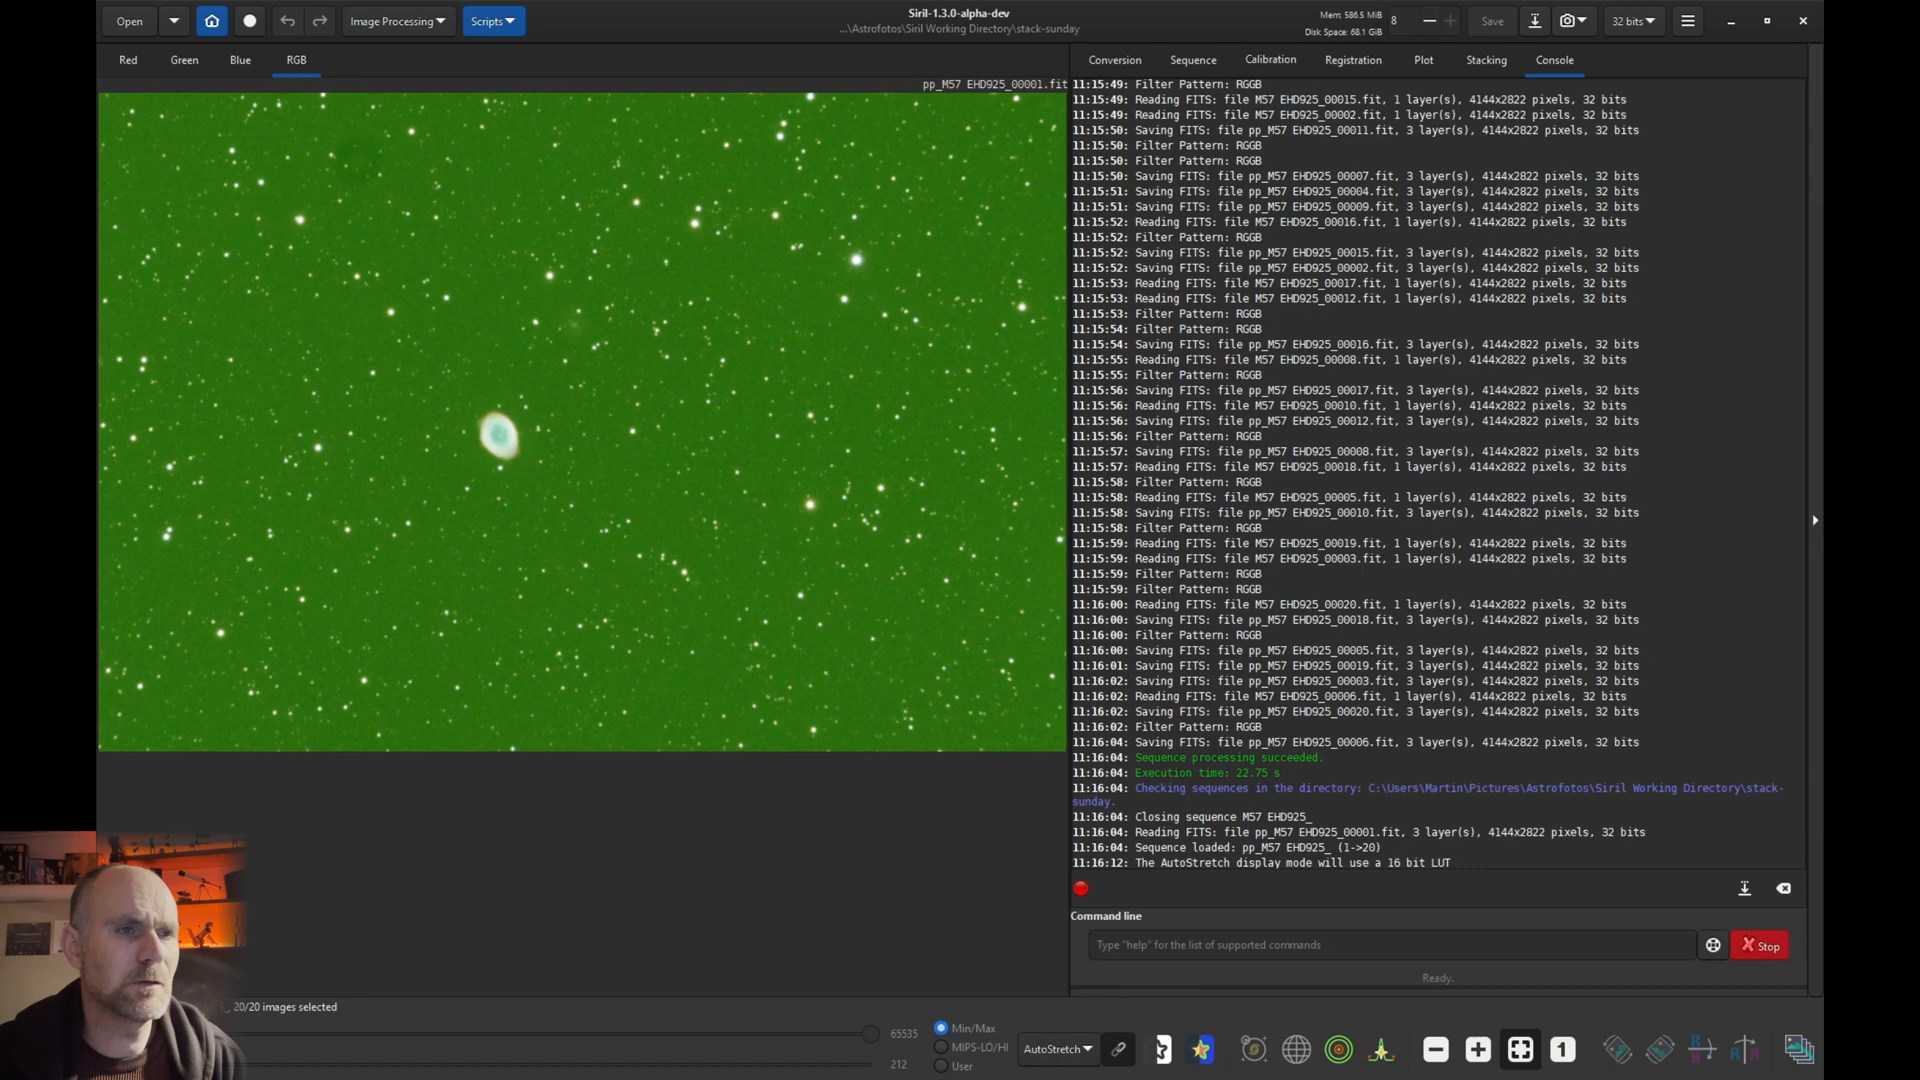 Open
Image Processing
Scripts
Siril-1.3.0-alpha-dev
...\Astrofotos\Siril Working Directory\stack-sunday
Mem: 586.5 MiB
Disk Space: 68.1 GiB
8
Save
32 bits
Red
Green
Blue
RGB
Conversion
Sequence
Calibration
Registration
Plot
Stacking
Console
pp_M57 EHD925_00001.fit
11:15:49: Filter Pattern: RGGB
11:15:49: Reading FITS: file M57 EHD925_00015.fit, 1 layer(s), 4144x2822 pixels, 32 bits
11:15:49: Reading FITS: file M57 EHD925_00002.fit, 1 layer(s), 4144x2822 pixels, 32 bits
11:15:50: Saving FITS: file pp_M57 EHD925_00011.fit, 3 layer(s), 4144x2822 pixels, 32 bits
11:15:50: Filter Pattern: RGGB
11:15:50: Filter Pattern: RGGB
11:15:50: Saving FITS: file pp_M57 EHD925_00007.fit, 3 layer(s), 4144x2822 pixels, 32 bits
11:15:51: Saving FITS: file pp_M57 EHD925_00004.fit, 3 layer(s), 4144x2822 pixels, 32 bits
11:15:51: Saving FITS: file pp_M57 EHD925_00009.fit, 3 layer(s), 4144x2822 pixels, 32 bits
11:15:52: Reading FITS: file M57 EHD925_00016.fit, 1 layer(s), 4144x2822 pixels, 32 bits
11:15:52: Filter Pattern: RGGB
11:15:52: Saving FITS: file pp_M57 EHD925_00015.fit, 3 layer(s), 4144x2822 pixels, 32 bits
11:15:52: Saving FITS: file pp_M57 EHD925_00002.fit, 3 layer(s), 4144x2822 pixels, 32 bits
11:15:53: Reading FITS: file M57 EHD925_00017.fit, 1 layer(s), 4144x2822 pixels, 32 bits
11:15:53: Reading FITS: file M57 EHD925_00012.fit, 1 layer(s), 4144x2822 pixels, 32 bits
11:15:53: Filter Pattern: RGGB
11:15:54: Filter Pattern: RGGB
11:15:54: Saving FITS: file pp_M57 EHD925_00016.fit, 3 layer(s), 4144x2822 pixels, 32 bits
11:15:55: Reading FITS: file M57 EHD925_00008.fit, 1 layer(s), 4144x2822 pixels, 32 bits
11:15:55: Filter Pattern: RGGB
11:15:56: Saving FITS: file pp_M57 EHD925_00017.fit, 3 layer(s), 4144x2822 pixels, 32 bits
11:15:56: Reading FITS: file M57 EHD925_00010.fit, 1 layer(s), 4144x2822 pixels, 32 bits
11:15:56: Saving FITS: file pp_M57 EHD925_00012.fit, 3 layer(s), 4144x2822 pixels, 32 bits
11:15:56: Filter Pattern: RGGB
11:15:57: Saving FITS: file pp_M57 EHD925_00008.fit, 3 layer(s), 4144x2822 pixels, 32 bits
11:15:57: Reading FITS: file M57 EHD925_00018.fit, 1 layer(s), 4144x2822 pixels, 32 bits
11:15:58: Filter Pattern: RGGB
11:15:58: Reading FITS: file M57 EHD925_00005.fit, 1 layer(s), 4144x2822 pixels, 32 bits
11:15:58: Saving FITS: file pp_M57 EHD925_00010.fit, 3 layer(s), 4144x2822 pixels, 32 bits
11:15:58: Filter Pattern: RGGB
11:15:59: Reading FITS: file M57 EHD925_00019.fit, 1 layer(s), 4144x2822 pixels, 32 bits
11:15:59: Reading FITS: file M57 EHD925_00003.fit, 1 layer(s), 4144x2822 pixels, 32 bits
11:15:59: Filter Pattern: RGGB
11:15:59: Filter Pattern: RGGB
11:16:00: Reading FITS: file M57 EHD925_00020.fit, 1 layer(s), 4144x2822 pixels, 32 bits
11:16:00: Saving FITS: file pp_M57 EHD925_00018.fit, 3 layer(s), 4144x2822 pixels, 32 bits
11:16:00: Filter Pattern: RGGB
11:16:00: Saving FITS: file pp_M57 EHD925_00005.fit, 3 layer(s), 4144x2822 pixels, 32 bits
11:16:01: Saving FITS: file pp_M57 EHD925_00019.fit, 3 layer(s), 4144x2822 pixels, 32 bits
11:16:02: Saving FITS: file pp_M57 EHD925_00003.fit, 3 layer(s), 4144x2822 pixels, 32 bits
11:16:02: Reading FITS: file M57 EHD925_00006.fit, 1 layer(s), 4144x2822 pixels, 32 bits
11:16:02: Saving FITS: file pp_M57 EHD925_00020.fit, 3 layer(s), 4144x2822 pixels, 32 bits
11:16:02: Filter Pattern: RGGB
11:16:04: Saving FITS: file pp_M57 EHD925_00006.fit, 3 layer(s), 4144x2822 pixels, 32 bits
11:16:04: Sequence processing succeeded.
11:16:04: Execution time: 22.75 s
11:16:04: Checking sequences in the directory: C:\Users\Martin\Pictures\Astrofotos\Siril Working Directory\stack-
sunday.
11:16:04: Closing sequence M57 EHD925_
11:16:04: Reading FITS: file pp_M57 EHD925_00001.fit, 3 layer(s), 4144x2822 pixels, 32 bits
11:16:04: Sequence loaded: pp_M57 EHD925_ (1->20)
11:16:12: The AutoStretch display mode will use a 16 bit LUT
Command line
Type "help" for the list of supported commands
Stop
Ready.
20/20 images selected
65535
212
Min/Max
MIPS-LO/HI
User
AutoStretch
1